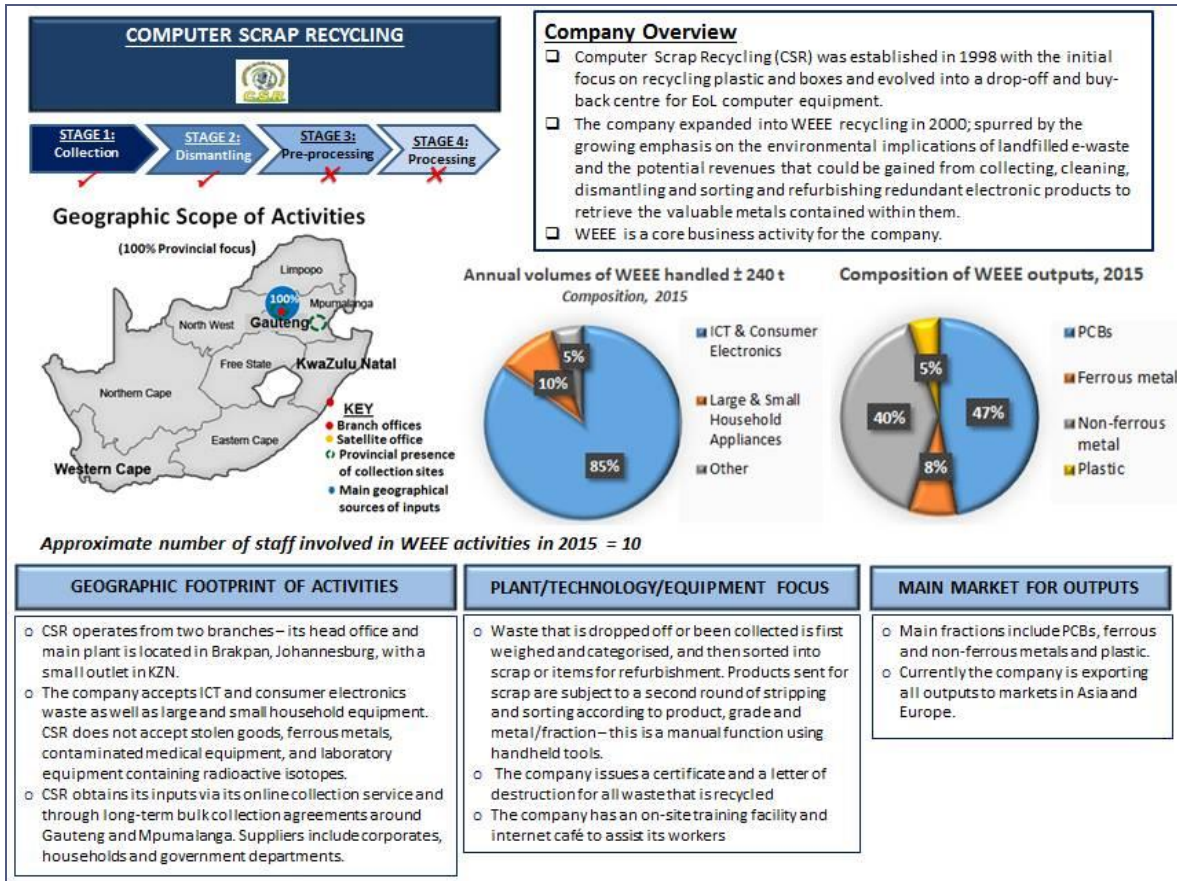 COMPUTER SCRAP RECYCLING
C.S.R
STAGE 1:
Collection
STAGE 2:
Dismantling
STAGE 3:
Pre-processing
STAGE 4:
Processing
Company Overview
Computer Scrap Recycling (CSR) was established in 1998 with the initial
focus on recycling plastic and boxes and evolved into a drop-off and buy-
back centre for EoL computer equipment.
The company expanded into WEEE recycling in 2000; spurred by the
growing emphasis on the environmental implications of landfilled e-waste
and the potential revenues that could be gained from collecting, cleaning,
dismantling and sorting and refurbishing redundant electronic products to
retrieve the valuable metals contained within them.
WEEE is a core business activity for the company.
Geographic Scope of Activities
(100% Provincial focus)
Limpopo
100%
Mpumalanga
North West
Gauteng
Free State
KwaZulu Natal
Northern Cape
Eastern Cape
Western Cape
KEY
Branch offices
Satellite office
Provincial presence
of collection sites
Main geographical
sources of inputs
Annual volumes of WEEE handled ± 240 t
Composition, 2015
5%
10%
85%
ICT & Consumer
Electronics
Large & Small
Household
Appliances
Other
Composition of WEEE outputs, 2015
5%
40%
47%
8%
PCBs
Ferrous metal
Non-ferrous
metal
Plastic
Approximate number of staff involved in WEEE activities in 2015 = 10
GEOGRAPHIC FOOTPRINT OF ACTIVITIES
CSR operates from two branches – its head office and
main plant is located in Brakpan, Johannesburg, with a
small outlet in KZN.
The company accepts ICT and consumer electronics
waste as well as large and small household equipment.
CSR does not accept stolen goods, ferrous metals,
contaminated medical equipment, and laboratory
equipment containing radioactive isotopes.
CSR obtains its inputs via its online collection service and
through long-term bulk collection agreements around
Gauteng and Mpumalanga. Suppliers include corporates,
households and government departments.
PLANT/TECHNOLOGY/EQUIPMENT FOCUS
Waste that is dropped off or been collected is first
weighed and categorised, and then sorted into
scrap or items for refurbishment. Products sent for
scrap are subject to a second round of stripping
and sorting according to product, grade and
metal/fraction – this is a manual function using
handheld tools.
The company issues a certificate and a letter of
destruction for all waste that is recycled
The company has an on-site training facility and
internet café to assist its workers
MAIN MARKET FOR OUTPUTS
Main fractions include PCBs, ferrous
and non-ferrous metals and plastic.
Currently the company is exporting
all outputs to markets in Asia and
Europe.